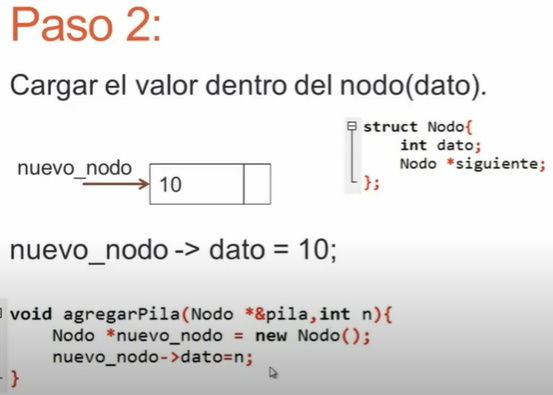 Paso 2:
Cargar el valor dentro del nodo(dato).
struct Nodo{
int dato;
Nodo *siguiente;
};
nuevo_nodo
10
nuevo_nodo -> dato = 10;
void agregarPila(Nodo *&pila,int n){
Nodo *nuevo_nodo = new Nodo();
nuevo_nodo->dato=n;
}